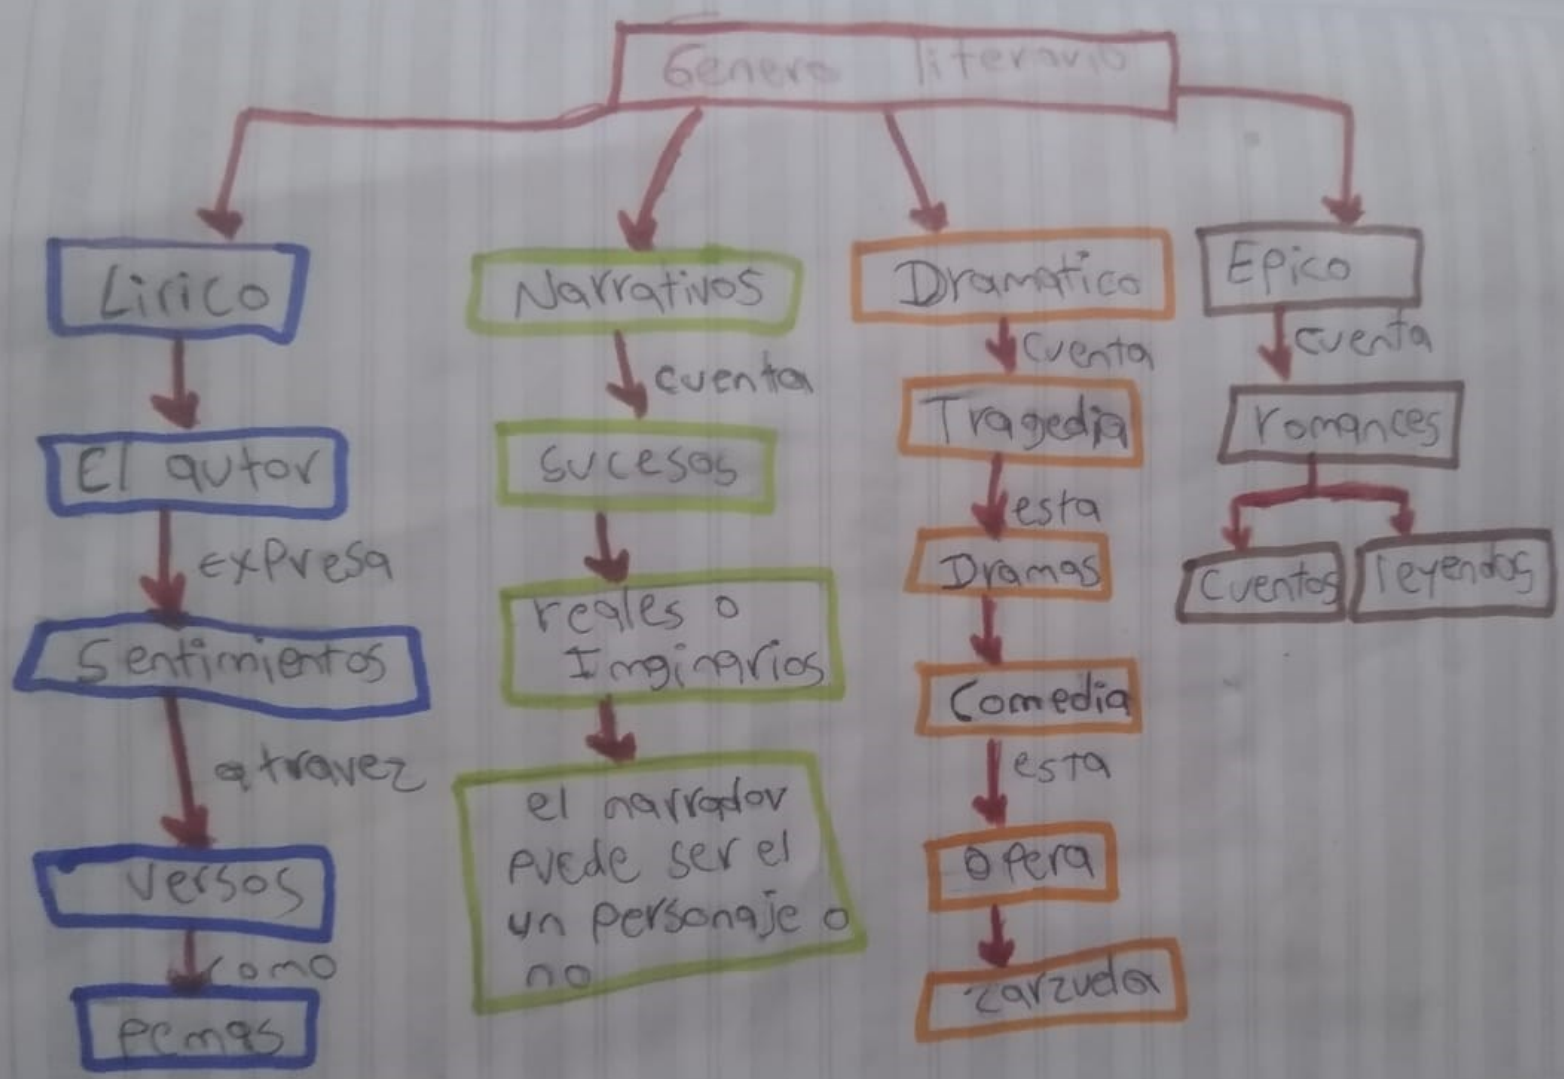 Genero literario
Lirico
El autor
expresa
Sentimientos
atravez
versos
como
pemas
Narrativos
cuenta
sucesos
reales o
Imginarios
el narrador
puede ser el
un personaje o
no
Dramatico
cuenta
Tragedia
esta
Dramas
Comedia
esta
opera
zarzuela
Epico
cuenta
romances
cuentos
leyendas